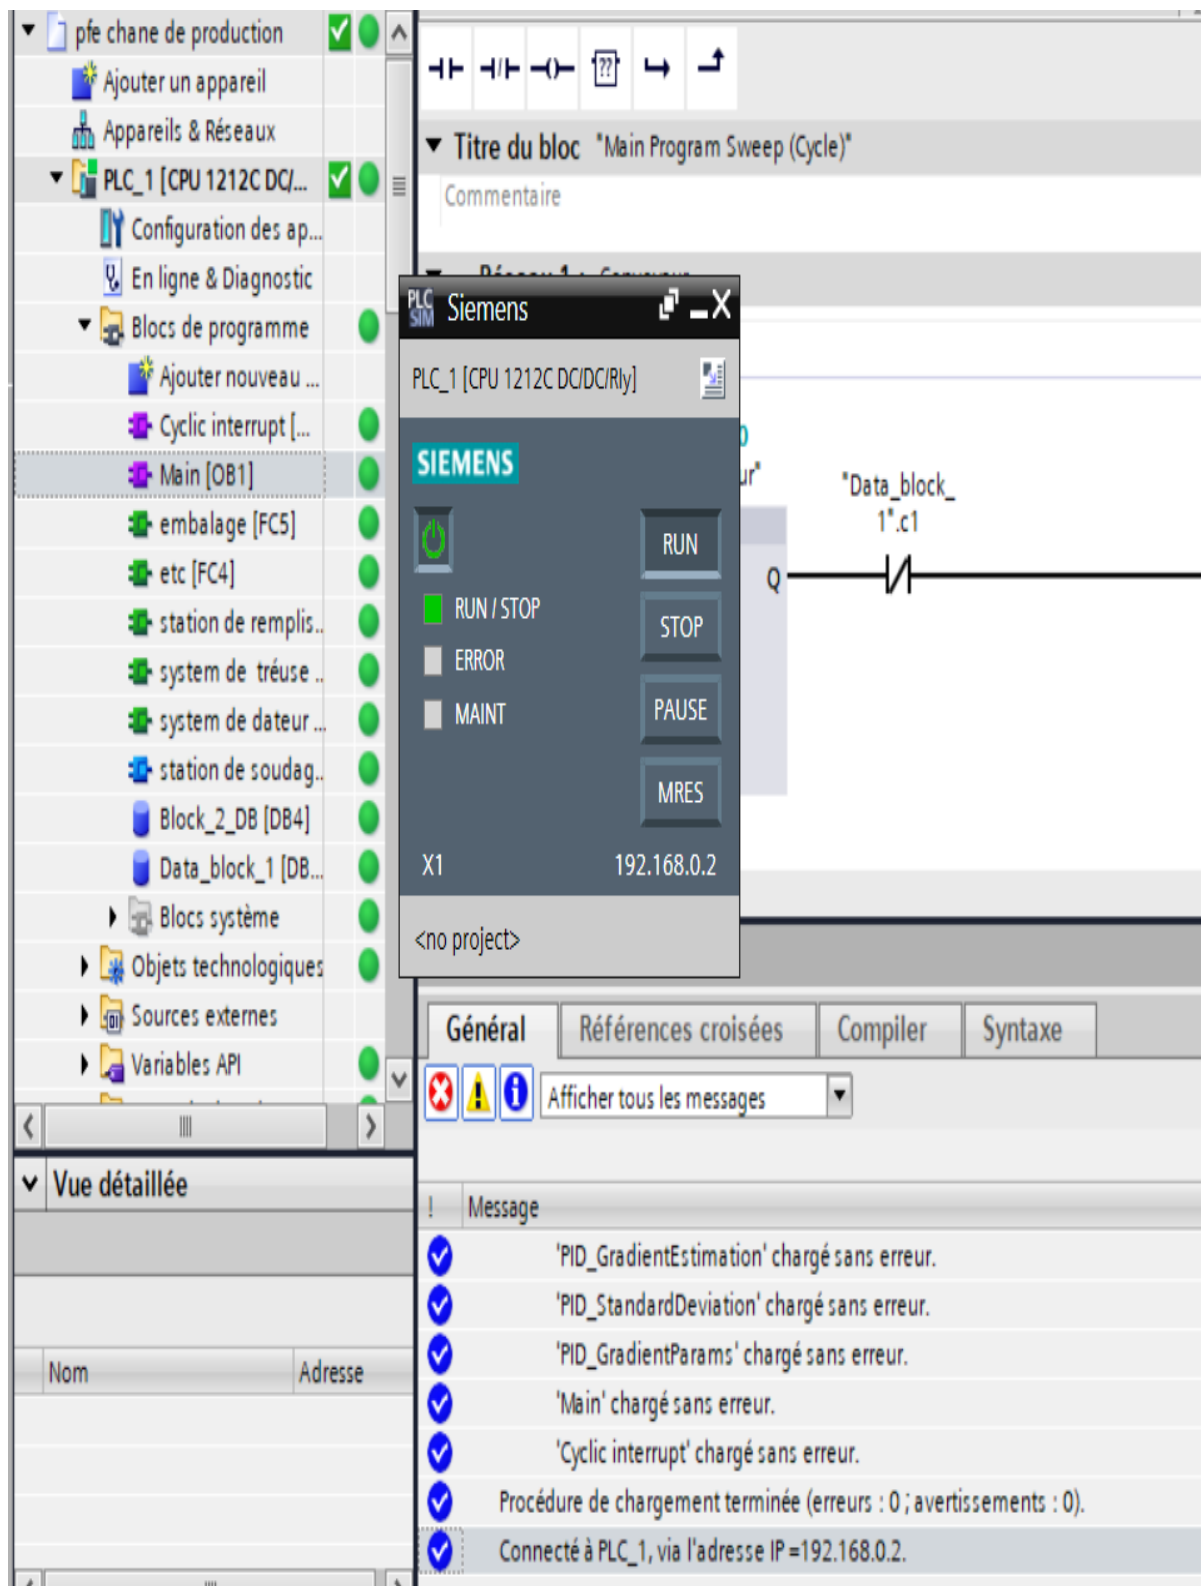 pfe chane de production
Ajouter un appareil
Appareils & Réseaux
PLC_1 [CPU 1212C DC/...
Configuration des ap...
En ligne & Diagnostic
Blocs de programme
Ajouter nouveau ...
Cyclic interrupt [...
Main [OB1]
embalage [FC5]
etc [FC4]
station de remplis..
system de tréuse ..
system de dateur ...
station de soudag..
Block_2_DB [DB4]
Data_block_1 [DB...
Blocs système
Objets technologiques
Sources externes
Variables API
Vue détaillée
Nom Adresse
??
Titre du bloc "Main Program Sweep (Cycle)"
Commentaire
Réseau 1 : Convoyeur
PLC SIM Siemens
PLC_1 [CPU 1212C DC/DC/Rly]
SIEMENS
RUN
RUN / STOP
STOP
ERROR
PAUSE
MAINT
MRES
X1 192.168.0.2
<no project>
0
ur"
"Data_block_
1".c1
Q
Général Références croisées Compiler Syntaxe
Afficher tous les messages
! Message
'PID_GradientEstimation' chargé sans erreur.
'PID_StandardDeviation' chargé sans erreur.
'PID_GradientParams' chargé sans erreur.
'Main' chargé sans erreur.
'Cyclic interrupt' chargé sans erreur.
Procédure de chargement terminée (erreurs : 0 ; avertissements : 0).
Connecté à PLC_1, via l'adresse IP =192.168.0.2.